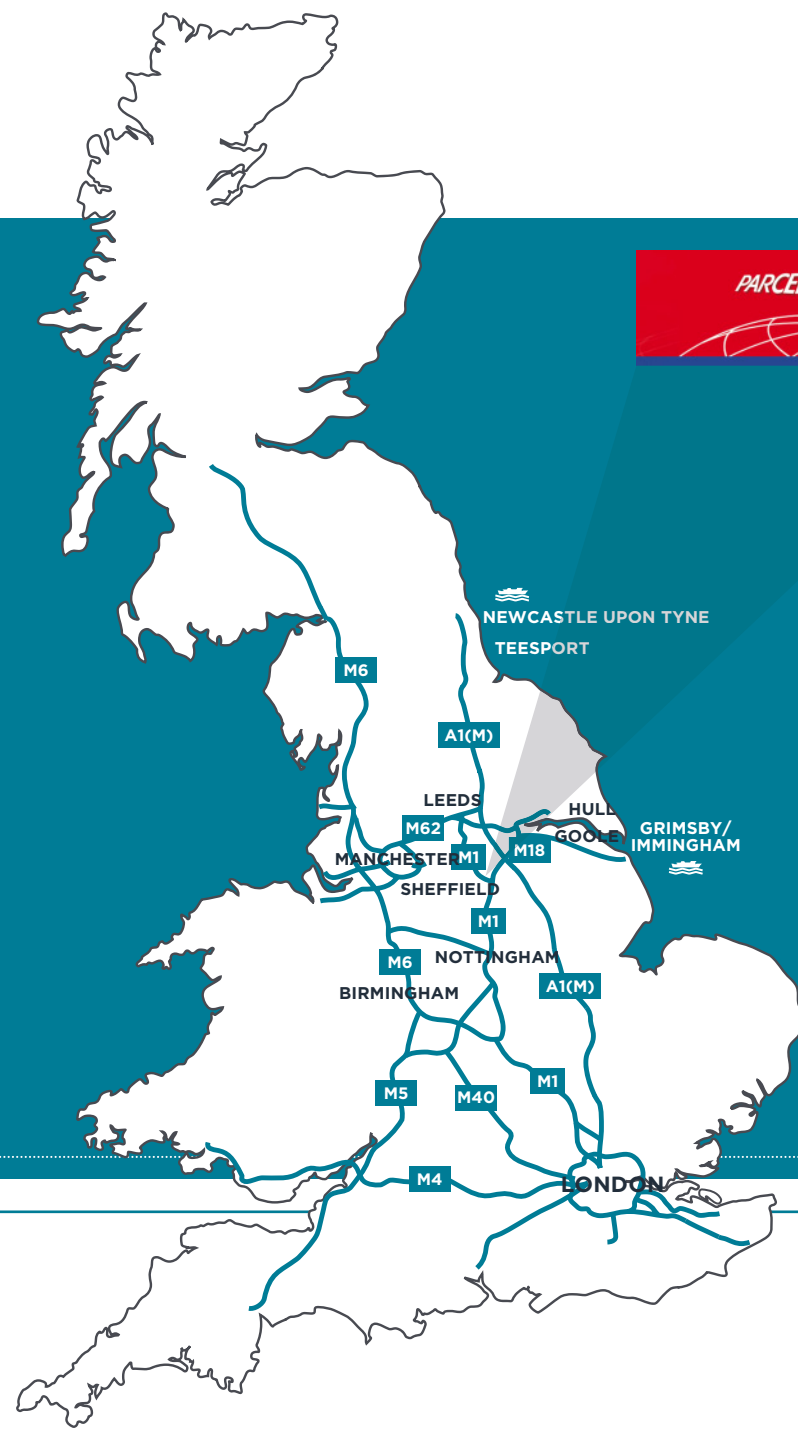 NEWCASTLE UPON TYNE
TEESPORT
M6
A1(M)
LEEDS
HULL
M62
GOOLE
GRIMSBY/
IMMINGHAM
MANCHESTER
M1
M18
SHEFFIELD
M1
M6
NOTTINGHAM
A1(M)
BIRMINGHAM
M5
M40
M1
M4
LONDON